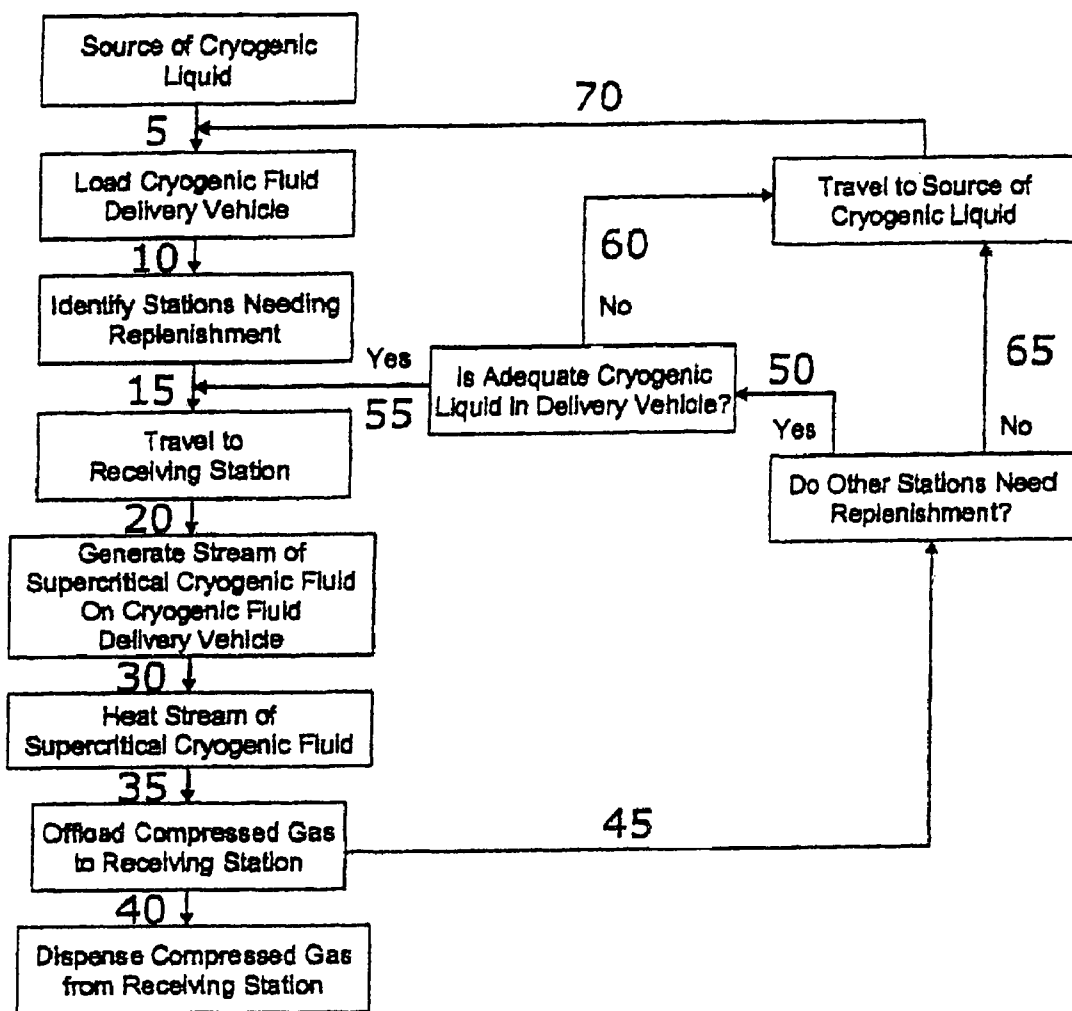 Source of Cryogenic
Liquid
5
70
Load Cryogenic Fluid
Delivery Vehicle
Travel to Source of
Cryogenic Liquid
10
60
No
Identify Stations Needing
Replenishment
15
Yes
55
Is Adequate Cryogenic
Liquid in Delivery Vehicle?
50
Yes
65
No
Travel to
Receiving Station
Do Other Stations Need
Replenishment?
20
Generate Stream of
Supercritical Cryogenic Fluid
On Cryogenic Fluid
Delivery Vehicle
30
Heat Stream of
Supercritical Cryogenic Fluid
35
Offload Compressed Gas
to Receiving Station
45
40
Dispense Compressed Gas
from Receiving Station